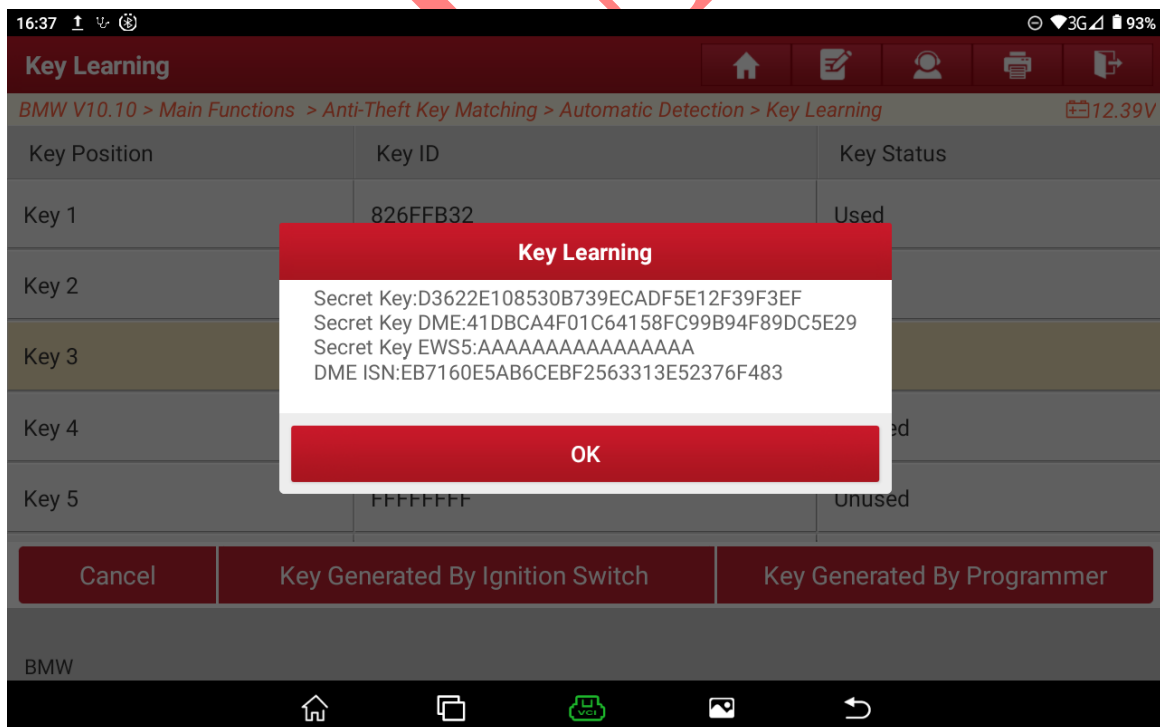 16:37
3G 93%
Key Learning
BMW V10.10 > Main Functions > Anti-Theft Key Matching > Automatic Detection > Key Learning
12.39V
Key Position Key ID Key Status
Key 1 826FFB32 Used
Key Learning
Key 2
Secret Key:D3622E108530B739ECADF5E12F39F3EF
Secret Key DME:41DBCA4F01C64158FC99B94F89DC5E29
Secret Key EWS5:AAAAAAAAAAAAAAAA
DME ISN:EB7160E5AB6CEBF2563313E52376F483
Key 3
Key 4
OK
Key 5 FFFFFFFF Unused
Cancel Key Generated By Ignition Switch Key Generated By Programmer
BMW
VCI